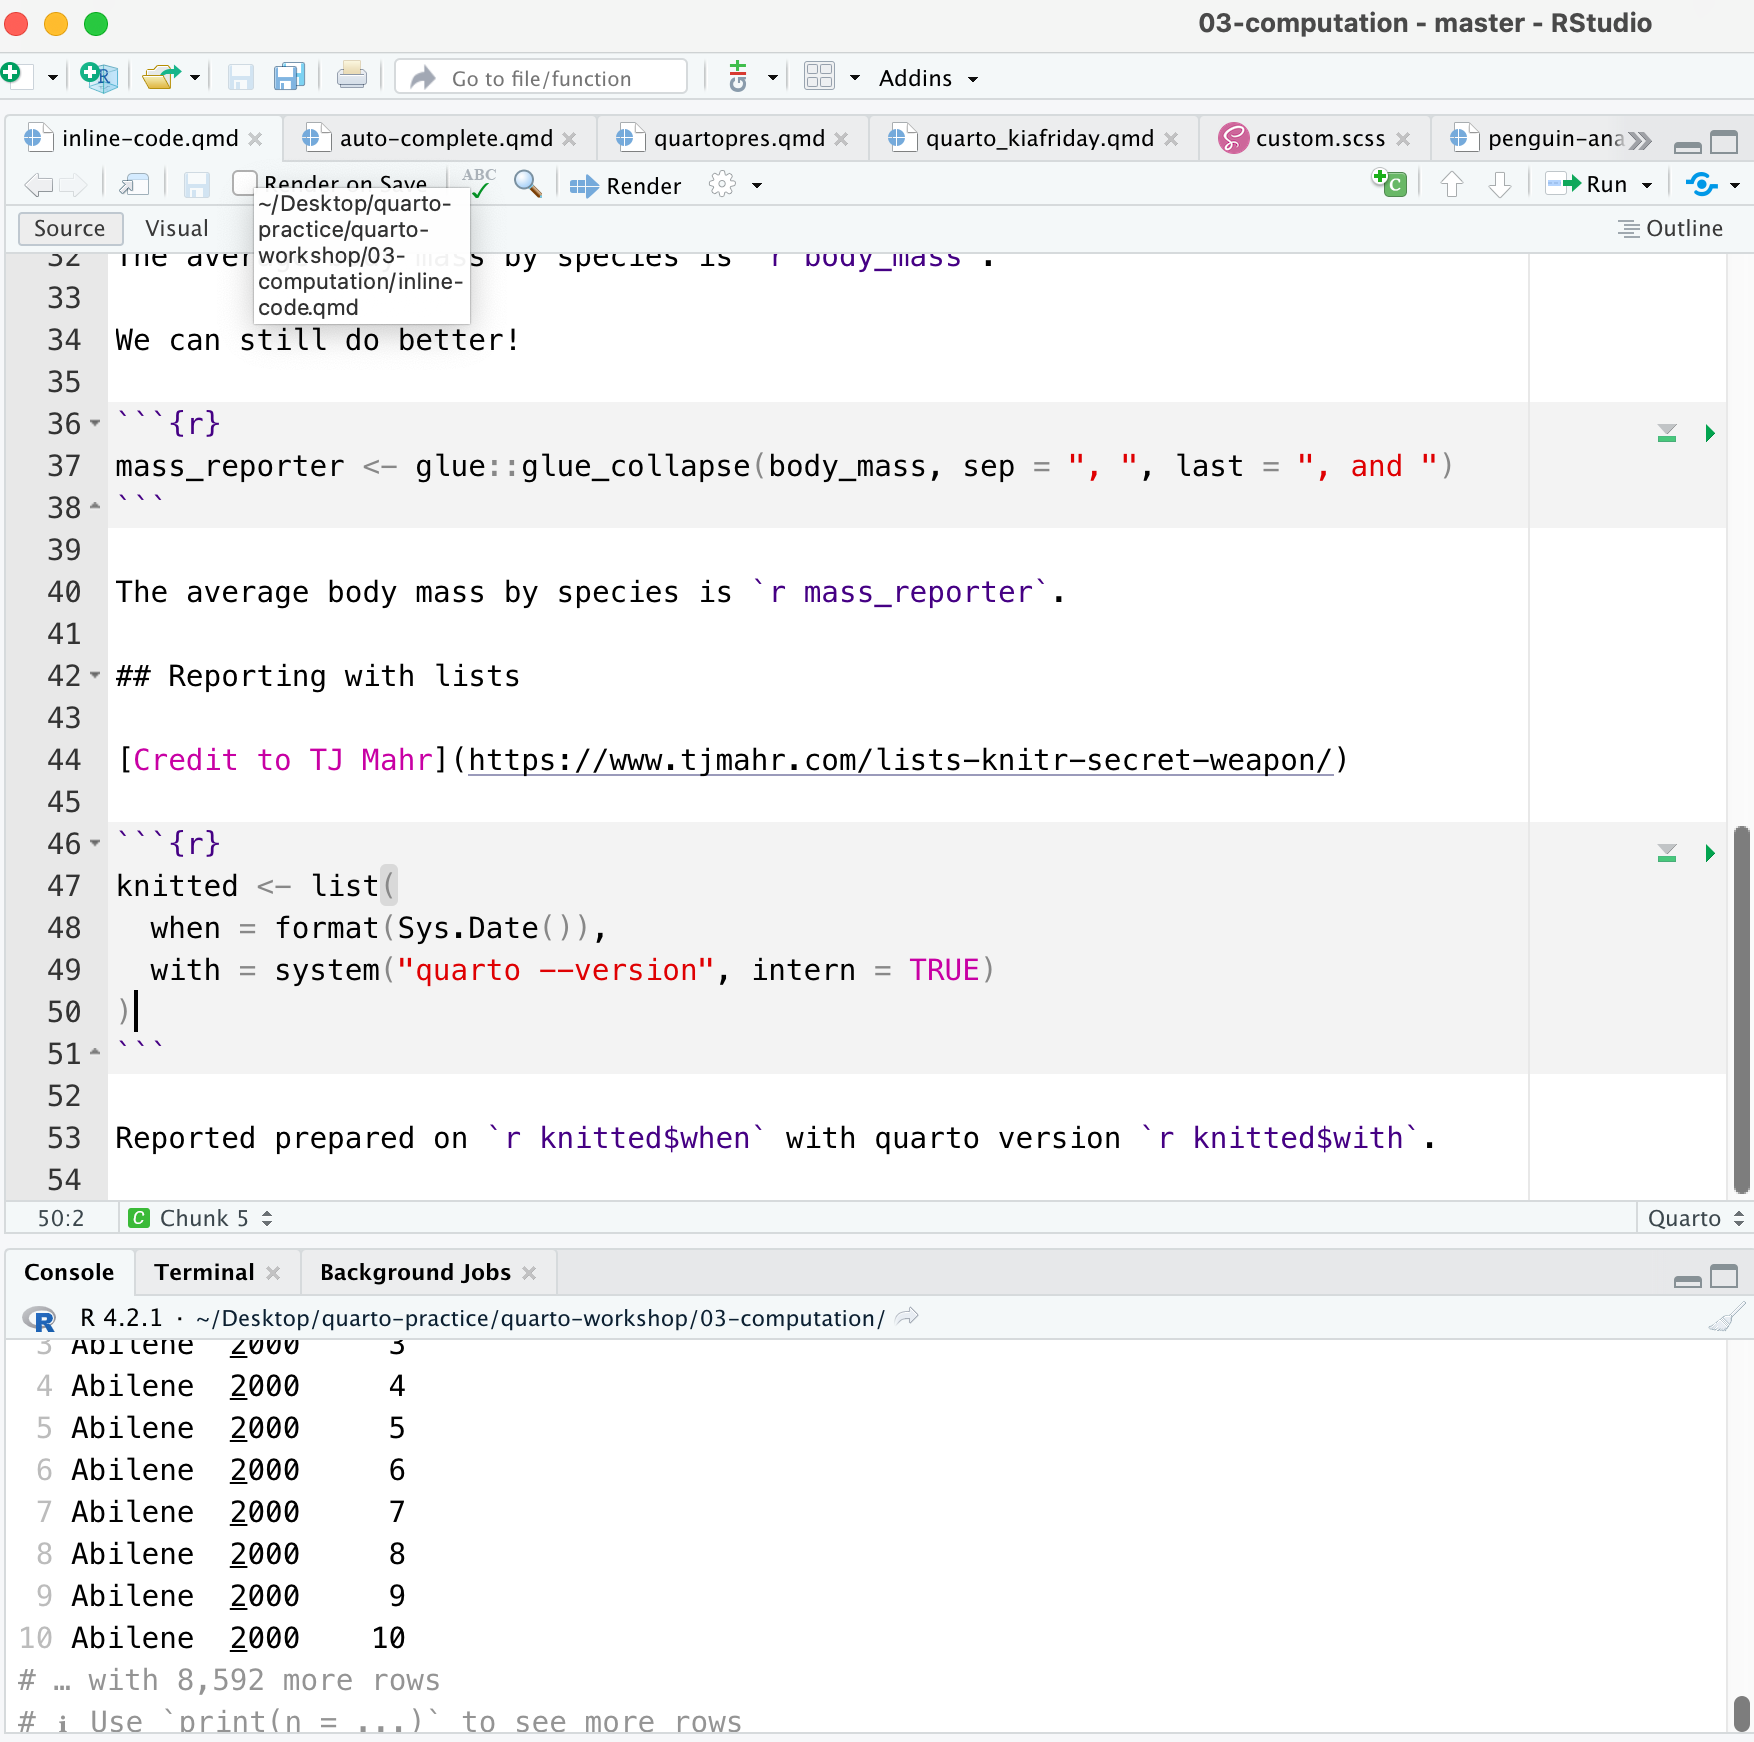 03-computation - master - RStudio
Go to file/function
Addins
inline-code.qmd
auto-complete.qmd
quartopres.qmd
quarto_kiafriday.qmd
custom.scss
penguin-ana
Render on Save
ABC
Render
Run
Source
Visual
Outline
~/Desktop/quarto-
practice/quarto-
workshop/03-
computation/inline-
code.qmd
32 The aver mass by species is `r body_mass`.
33
34 We can still do better!
35
36 ```{r}
37 mass_reporter <- glue::glue_collapse(body_mass, sep = ", ", last = ", and ")
38 ```
39
40 The average body mass by species is `r mass_reporter`.
41
42 ## Reporting with lists
43
44 [Credit to TJ Mahr](https://www.tjmahr.com/lists-knitr-secret-weapon/)
45
46 ```{r}
47 knitted <- list(
48   when = format(Sys.Date()),
49   with = system("quarto --version", intern = TRUE)
50 )
51 ```
52
53 Reported prepared on `r knitted$when` with quarto version `r knitted$with`.
54
50:2
C Chunk 5
Quarto
Console
Terminal
Background Jobs
R 4.2.1 · ~/Desktop/quarto-practice/quarto-workshop/03-computation/
3 Abilene 2000 3
4 Abilene 2000 4
5 Abilene 2000 5
6 Abilene 2000 6
7 Abilene 2000 7
8 Abilene 2000 8
9 Abilene 2000 9
10 Abilene 2000 10
# … with 8,592 more rows
# ℹ Use `print(n = ...)` to see more rows